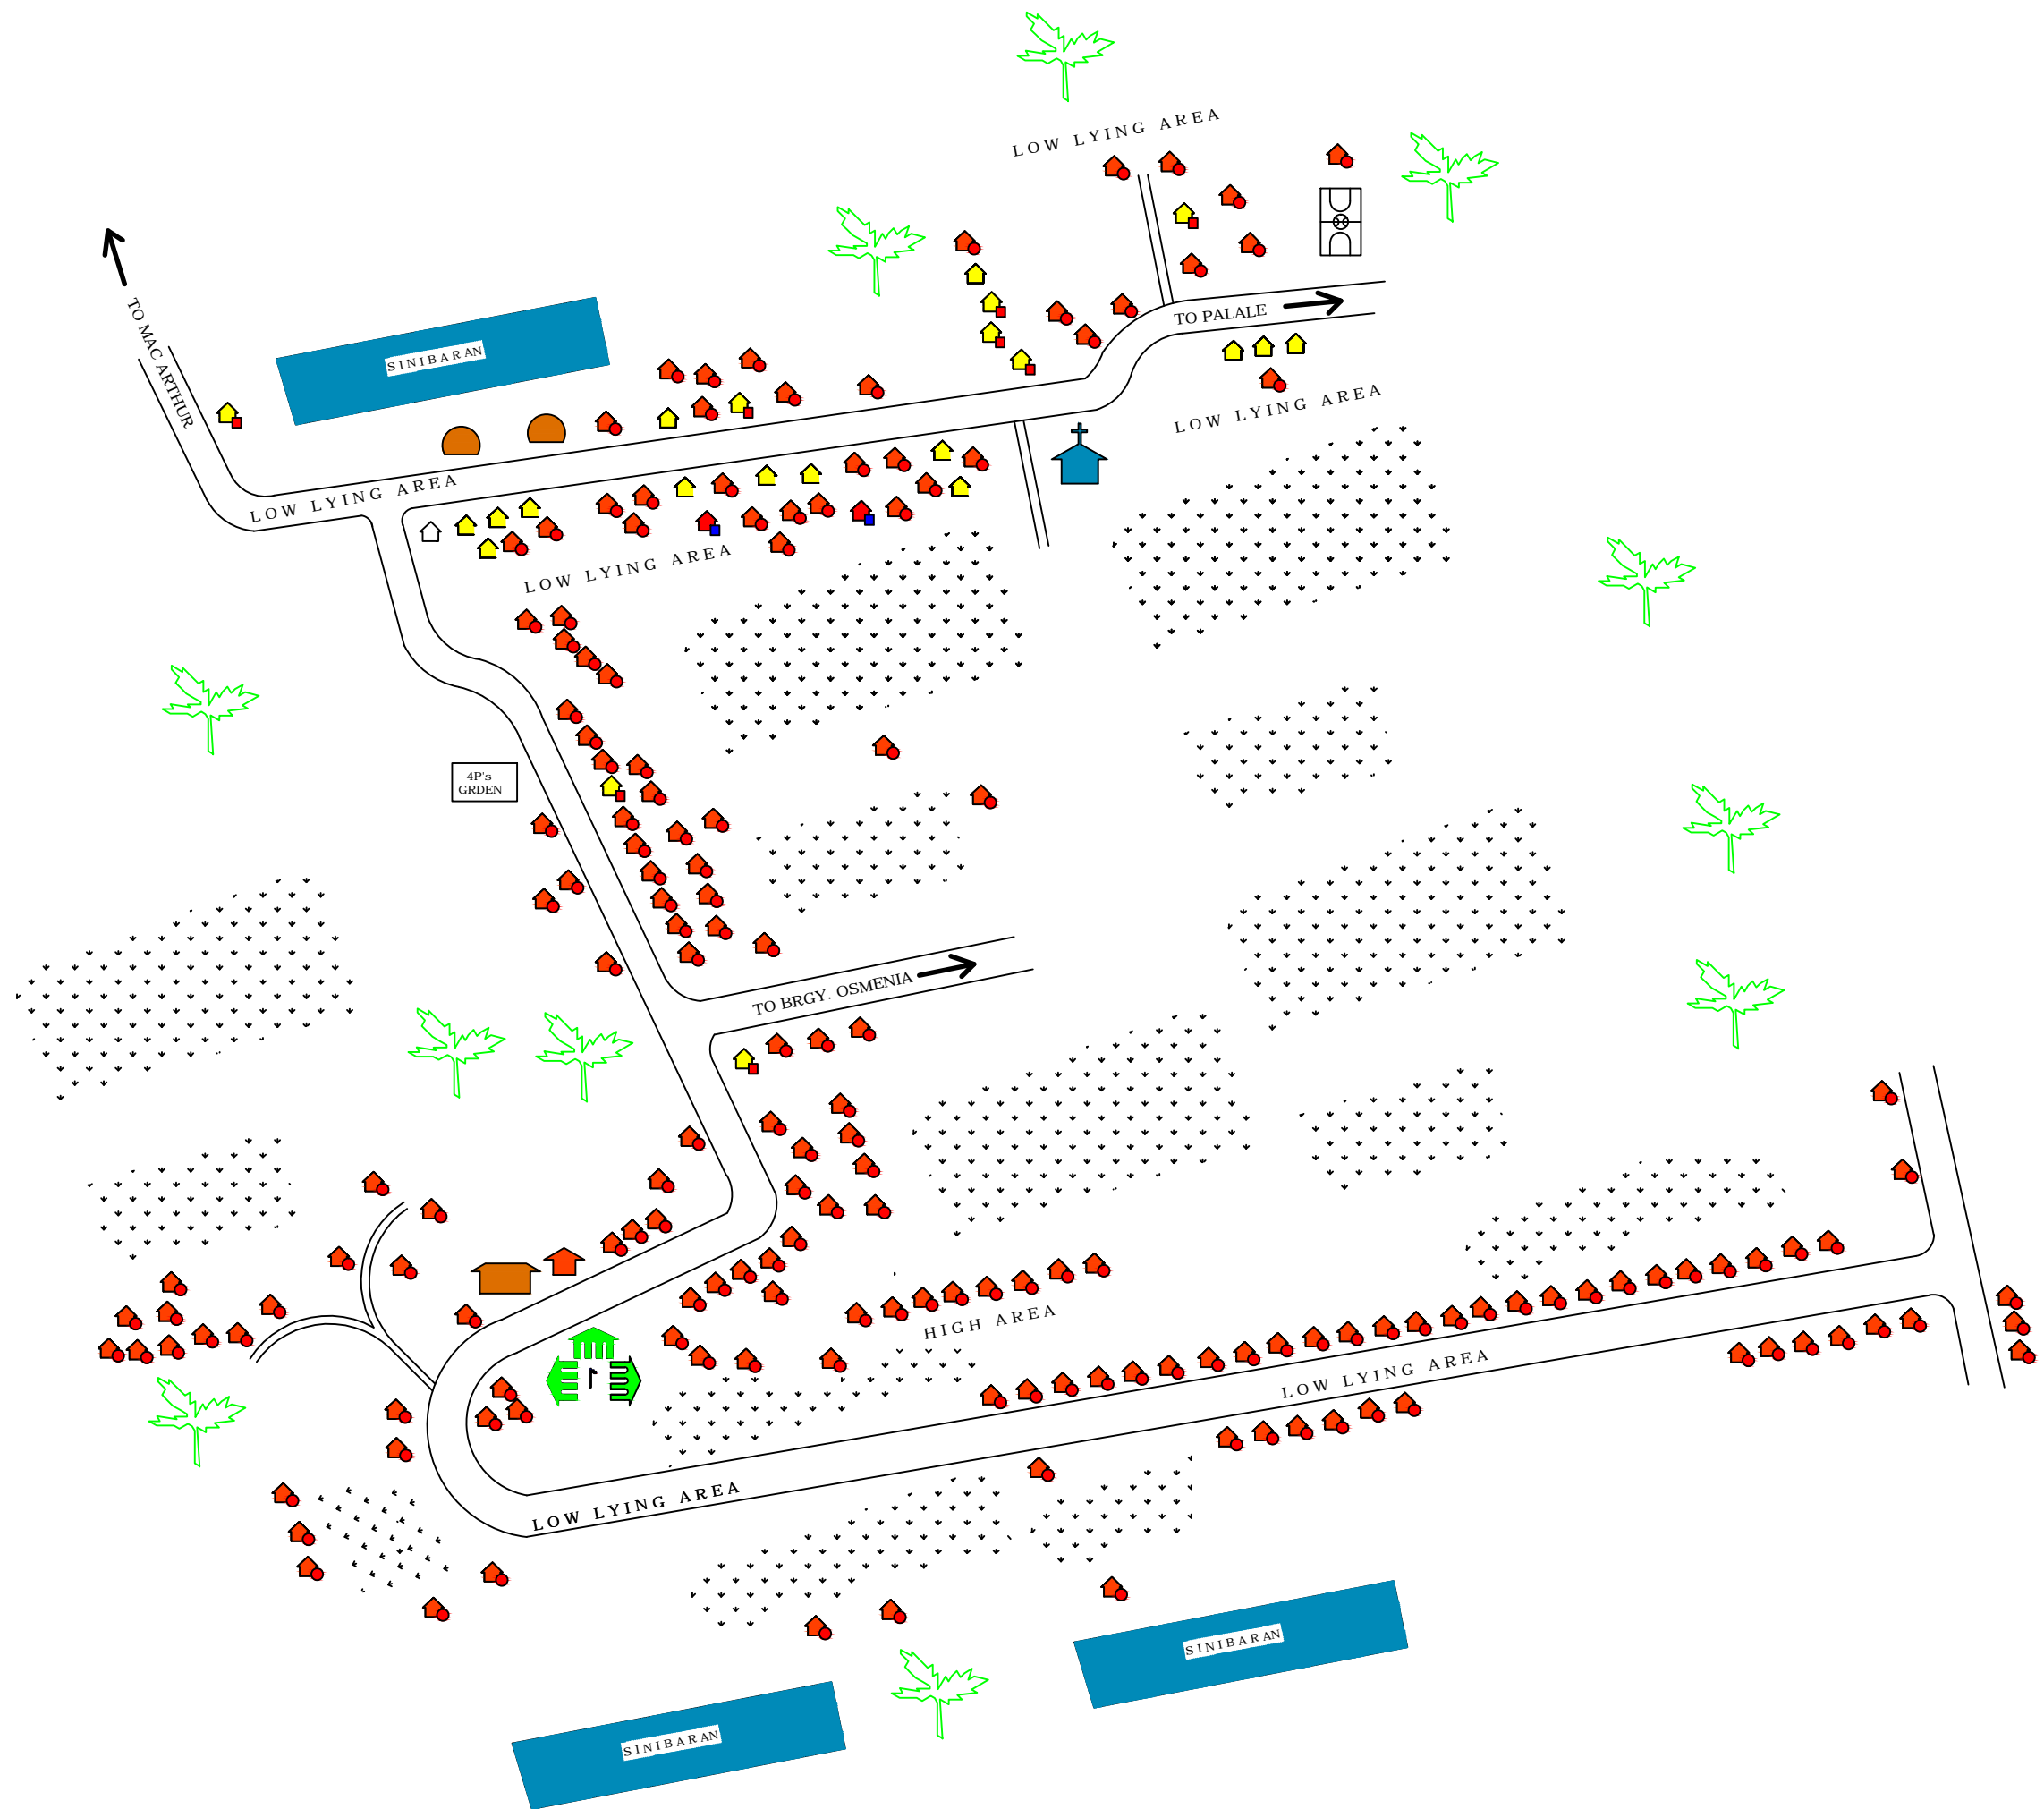 LOW LYING AREA
TO MAC ARTHUR
TO PALALE
SINIBARAN
LOW LYING AREA
LOW LYING AREA
LOW LYING AREA
4P's
GRDEN
TO BRGY. OSMENIA
HIGH AREA
LOW LYING AREA
LOW LYING AREA
SINIBARAN
SINIBARAN